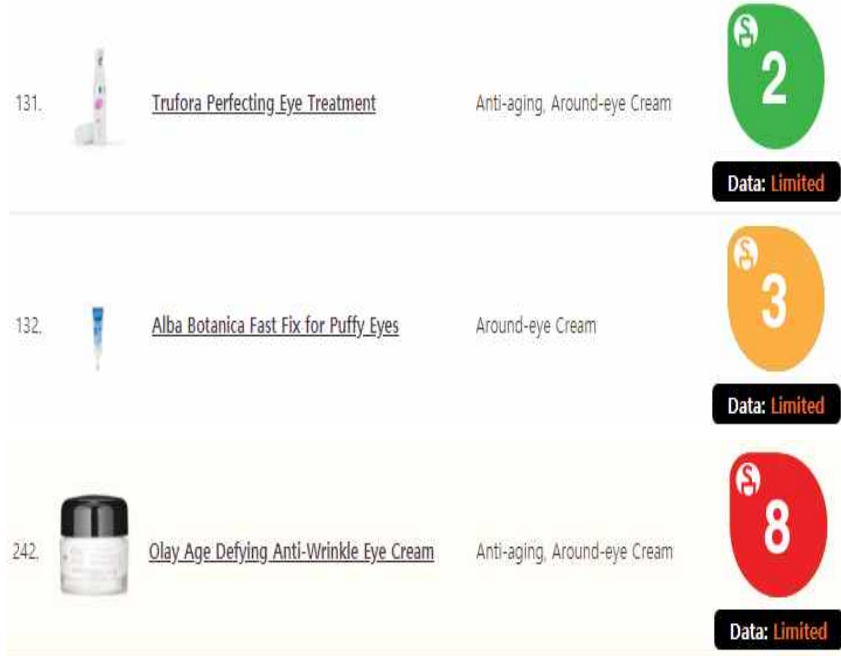 131. Trufora Perfecting Eye Treatment Anti-aging, Around-eye Cream 2
Data: Limited
132. Alba Botanica Fast Fix for Puffy Eyes Around-eye Cream 3
Data: Limited
242. Olay Age Defying Anti-Wrinkle Eye Cream Anti-aging, Around-eye Cream 8
Data: Limited